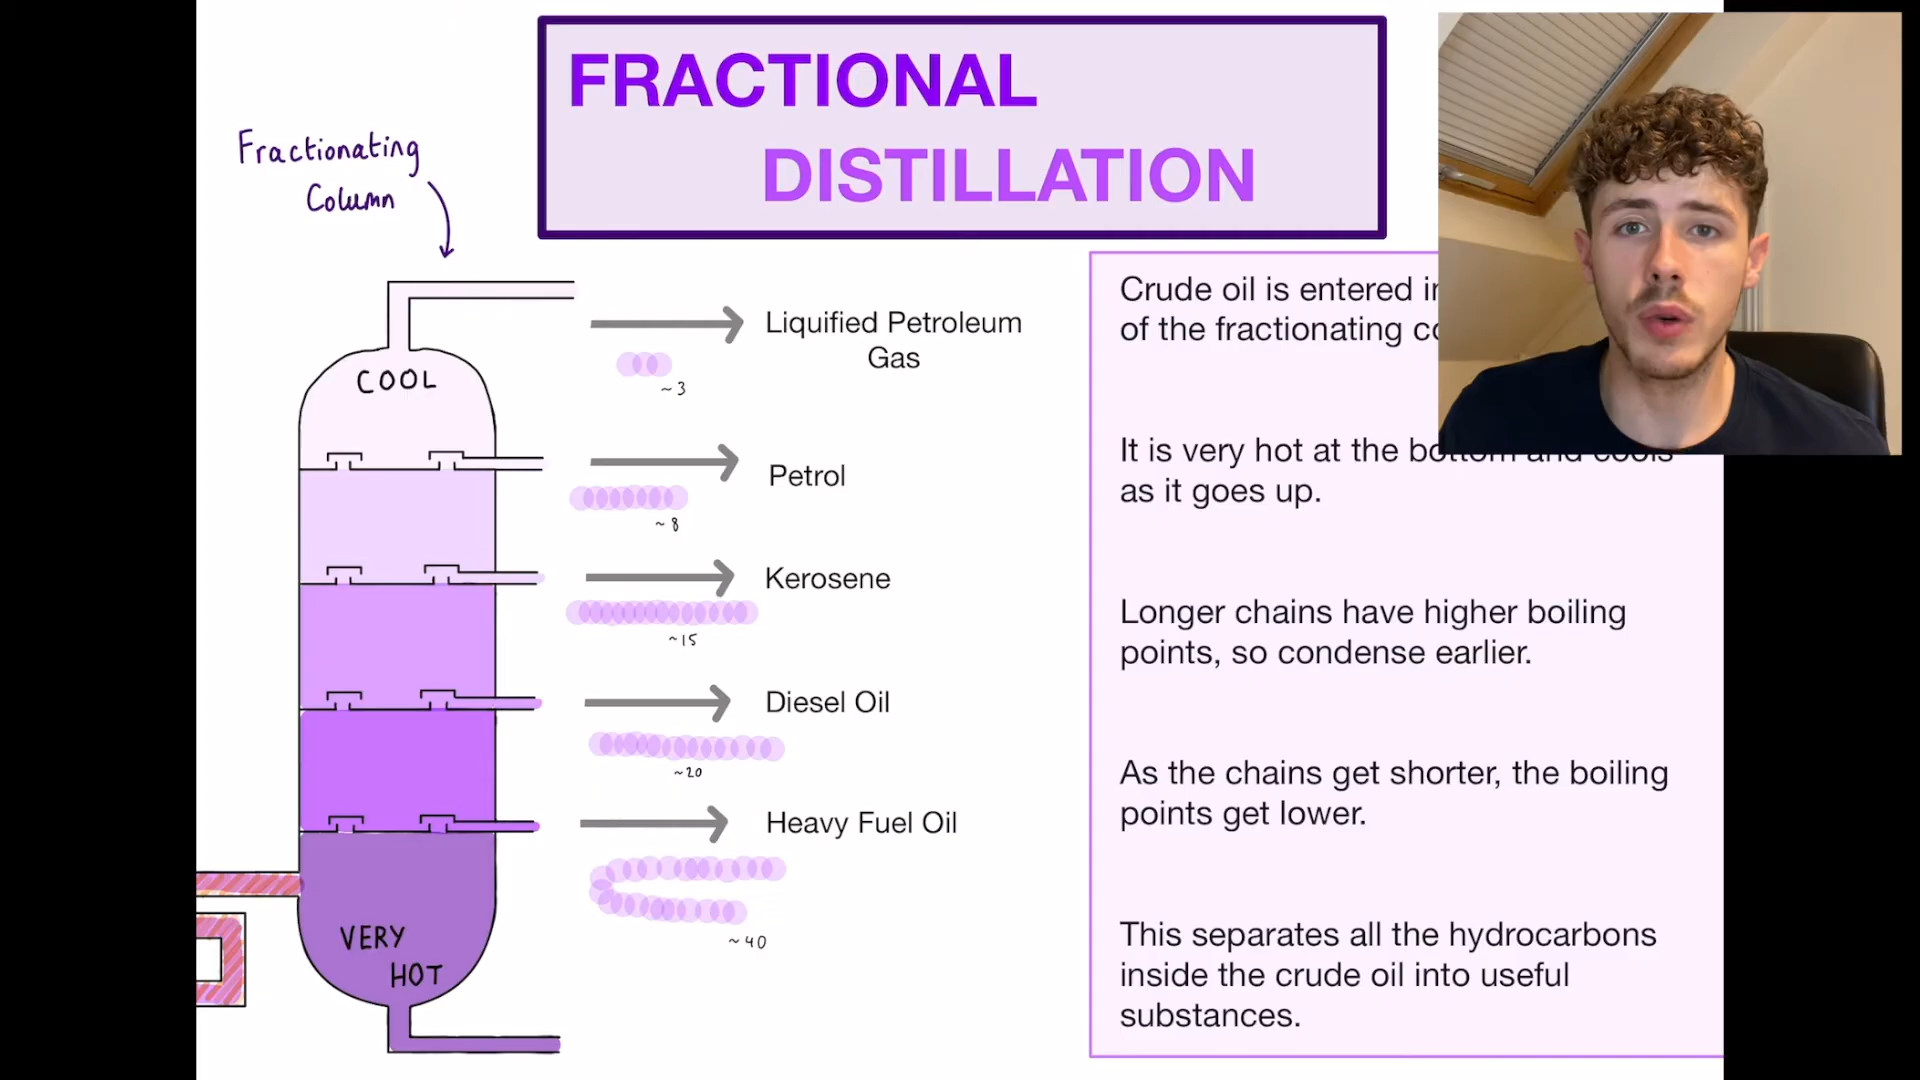 FRACTIONAL
DISTILLATION
Fractionating
Column
COOL
VERY
HOT
Liquified Petroleum
Gas
~ 3
Petrol
~ 8
Kerosene
~15
Diesel Oil
~20
Heavy Fuel Oil
~ 40
Crude oil is entered
of the fractionating
It is very hot at the bottom and cools
as it goes up.
Longer chains have higher boiling
points, so condense earlier.
As the chains get shorter, the boiling
points get lower.
This separates all the hydrocarbons
inside the crude oil into useful
substances.